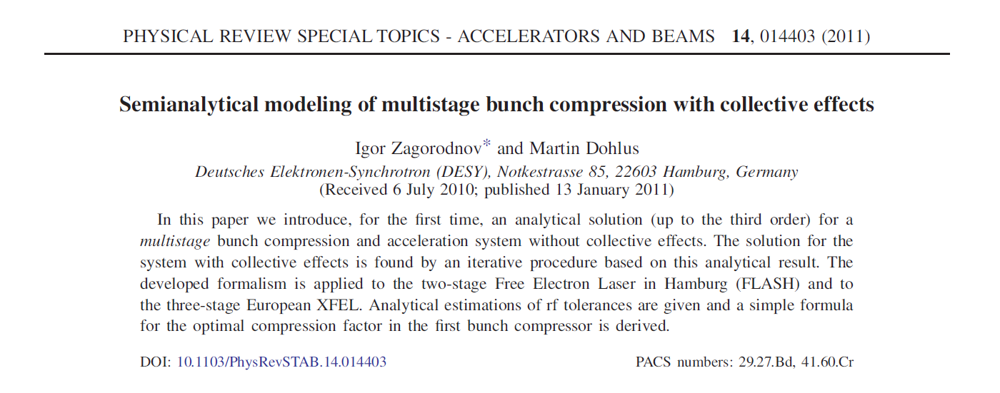 PHYSICAL REVIEW SPECIAL TOPICS - ACCELERATORS AND BEAMS 14, 014403 (2011)
Semianalytical modeling of multistage bunch compression with collective effects
Igor Zagorodnov* and Martin Dohlus
Deutsches Elektronen-Synchrotron (DESY), Notkestrasse 85, 22603 Hamburg, Germany
(Received 6 July 2010; published 13 January 2011)
In this paper we introduce, for the first time, an analytical solution (up to the third order) for a
multistage bunch compression and acceleration system without collective effects. The solution for the
system with collective effects is found by an iterative procedure based on this analytical result. The
developed formalism is applied to the two-stage Free Electron Laser in Hamburg (FLASH) and to
the three-stage European XFEL. Analytical estimations of rf tolerances are given and a simple formula
for the optimal compression factor in the first bunch compressor is derived.
DOI: 10.1103/PhysRevSTAB.14.014403 PACS numbers: 29.27.Bd, 41.60.Cr